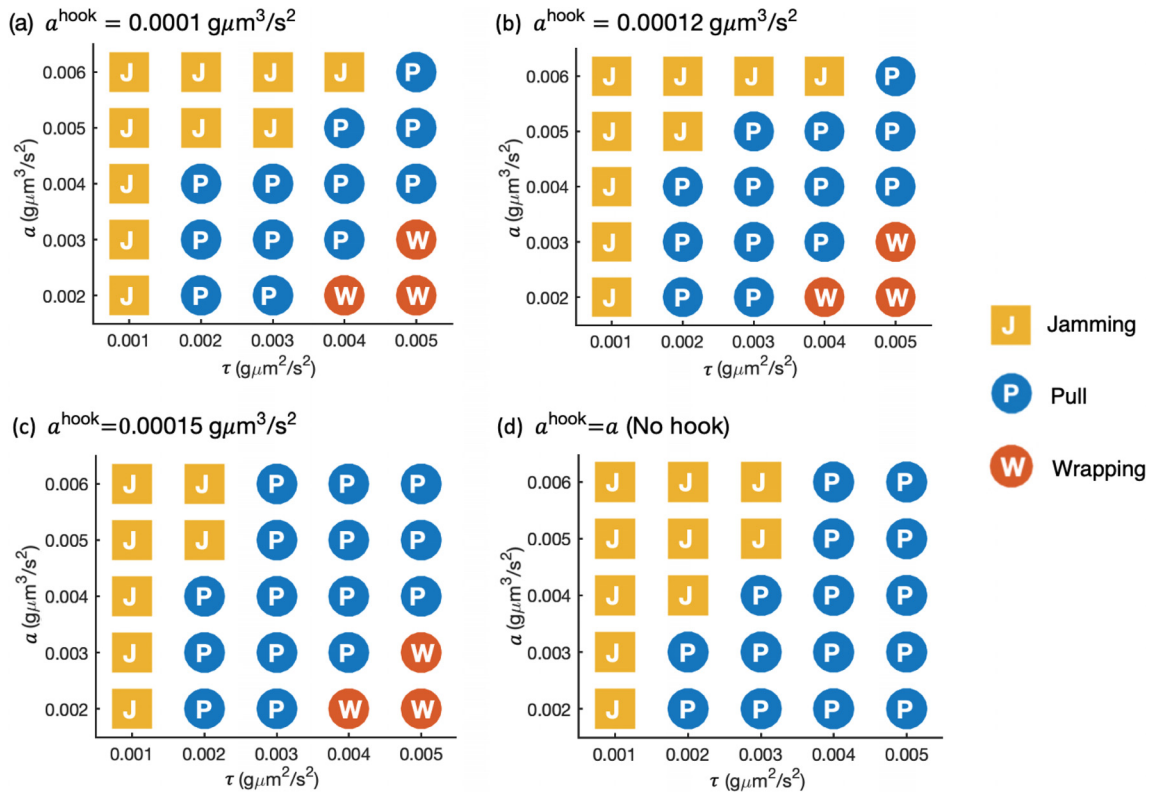 (a) a^hook = 0.0001 gμm³/s²
a (gμm³/s²)
0.006 J J J J P
0.005 J J J P P
0.004 J P P P P
0.003 J P P P W
0.002 J P P W W
0.001 0.002 0.003 0.004 0.005
τ (gμm²/s²)
(b) a^hook = 0.00012 gμm³/s²
a (gμm³/s²)
0.006 J J J J P
0.005 J J P P P
0.004 J P P P P
0.003 J P P P W
0.002 J P P W W
0.001 0.002 0.003 0.004 0.005
τ (gμm²/s²)
J Jamming
P Pull
W Wrapping
(c) a^hook=0.00015 gμm³/s²
a (gμm³/s²)
0.006 J J P P P
0.005 J J P P P
0.004 J P P P P
0.003 J P P P W
0.002 J P P W W
0.001 0.002 0.003 0.004 0.005
τ (gμm²/s²)
(d) a^hook=a (No hook)
a (gμm³/s²)
0.006 J J J P P
0.005 J J J P P
0.004 J J P P P
0.003 J P P P P
0.002 J P P P P
0.001 0.002 0.003 0.004 0.005
τ (gμm²/s²)